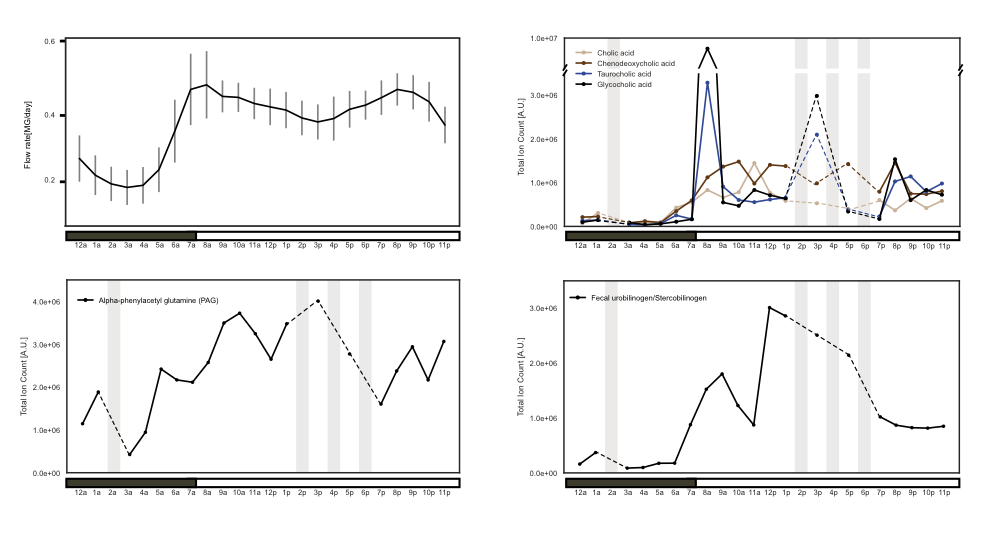 0.6
0.4
0.2
Flow rate[MG/day]
12a 1a 2a 3a 4a 5a 6a 7a 8a 9a 10a 11a 12a 1p 2p 3p 4p 5p 6p 7p 8p 9p 10p 11p
1.0e+07
3.0e+06
2.0e+06
1.0e+06
0.0e+00
Total Ion Count [A.U.]
Cholic acid
Chenodeoxycholic acid
Taurocholic acid
Glycocholic acid
12a 1a 2a 3a 4a 5a 6a 7a 8a 9a 10a 11a 12p 1p 2p 3p 4p 5p 6p 7p 8p 9p 10p 11p
4.0e+06
3.0e+06
2.0e+06
1.0e+06
0.0e+00
Total Ion Count [A.U.]
Alpha-phenylacetyl glutamine (PAG)
12a 1a 2a 3a 4a 5a 6a 7a 8a 9a 10a 11a 12p 1p 2p 3p 4p 5p 6p 7p 8p 9p 10p 11p
3.0e+06
2.0e+06
1.0e+06
0.0e+00
Total Ion Count [A.U.]
Fecal urobilinogen/Stercobilinogen
12a 1a 2a 3a 4a 5a 6a 7a 8a 9a 10a 11a 12p 1p 2p 3p 4p 5p 6p 7p 8p 9p 10p 11p